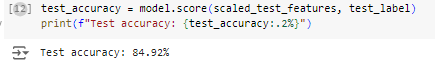 [12] test_accuracy = model.score(scaled_test_features, test_label)
print(f"Test accuracy: {test_accuracy:.2%}")
Test accuracy: 84.92%